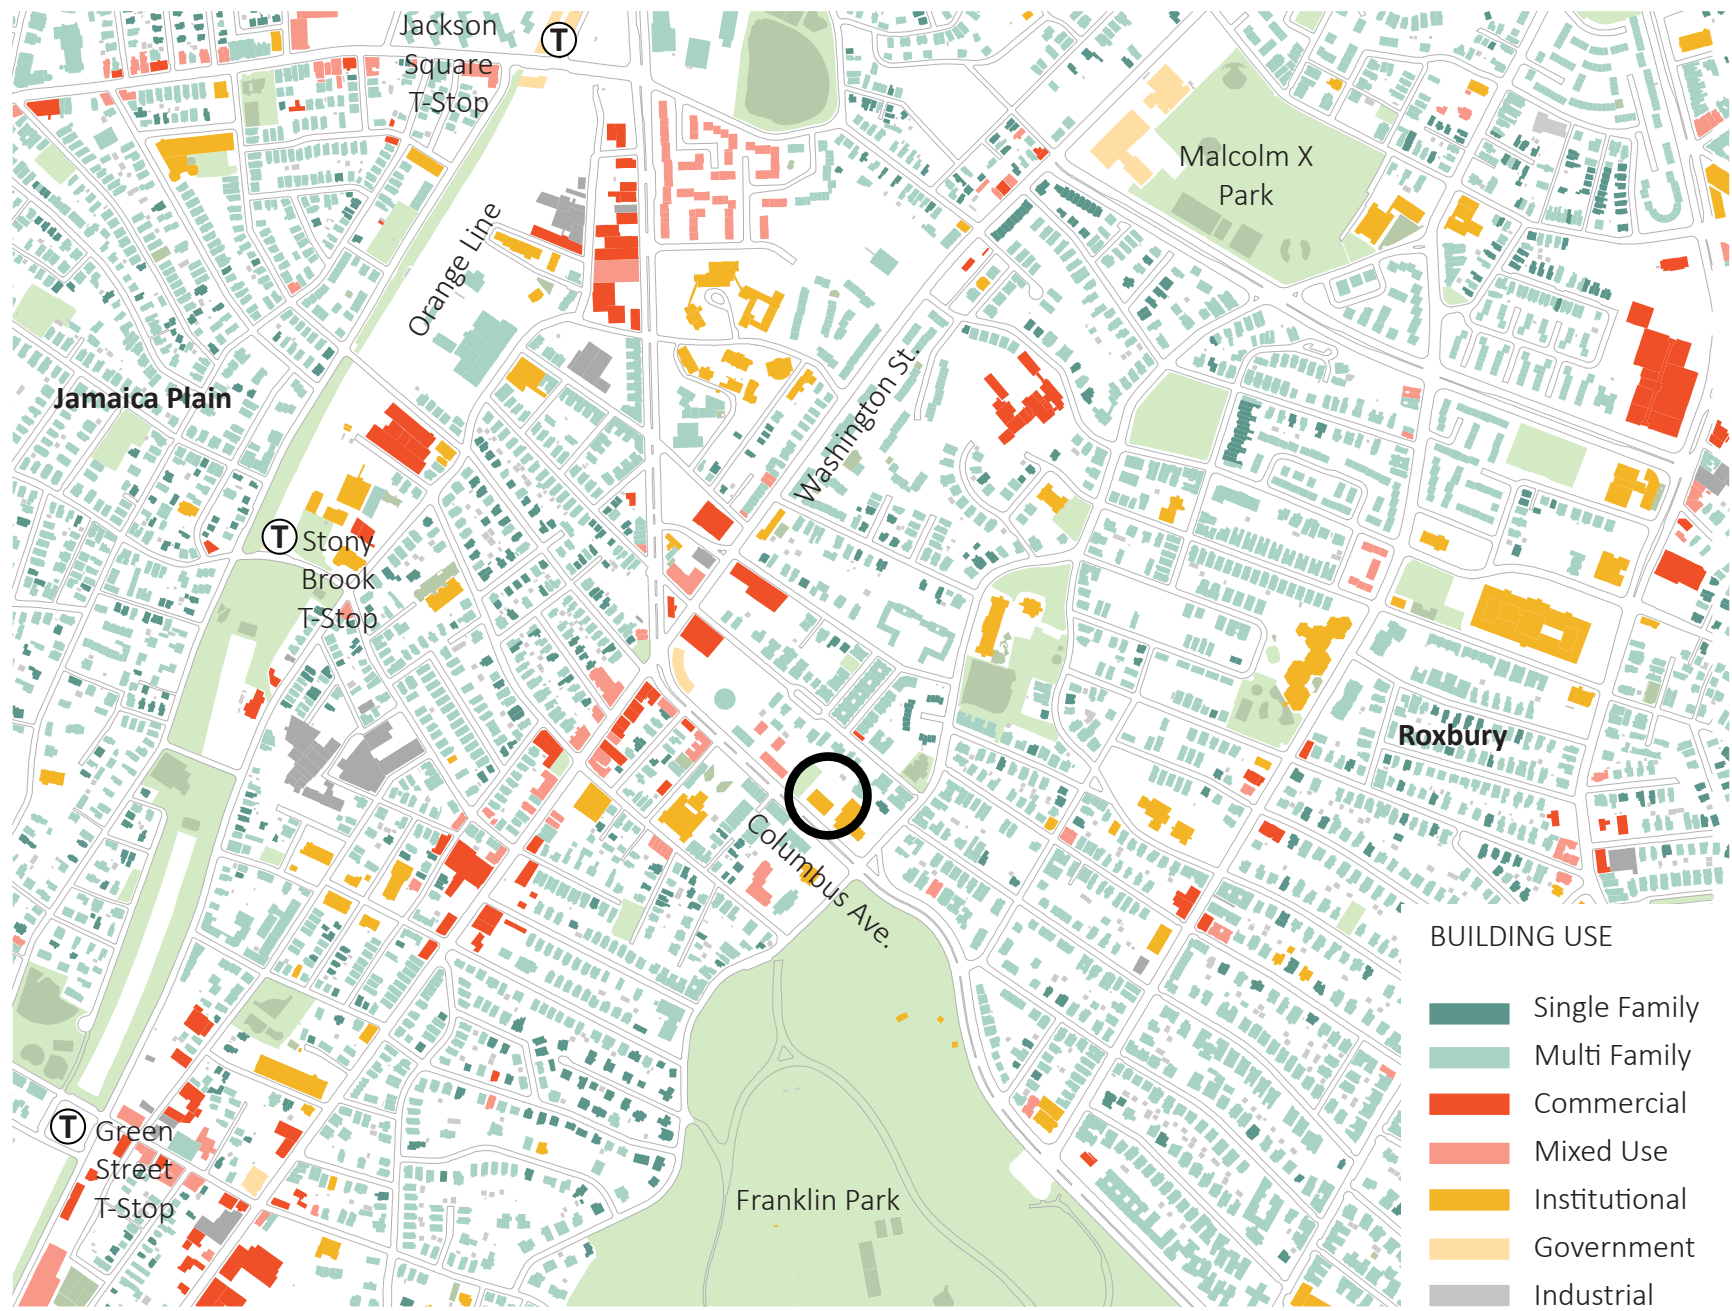 Jackson
Square
T-Stop
T
Malcolm X
Park
Orange Line
Washington St.
Jamaica Plain
T
Stony
Brook
T-Stop
Roxbury
Columbus Ave.
T
Green
Street
T-Stop
Franklin Park
BUILDING USE
Single Family
Multi Family
Commercial
Mixed Use
Institutional
Government
Industrial